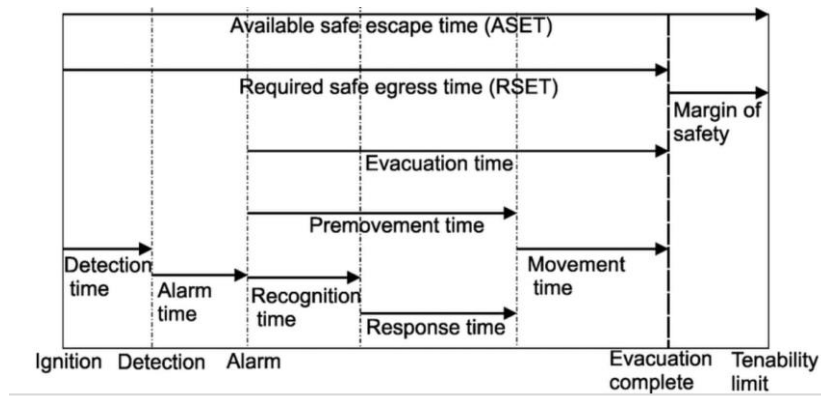 Available safe escape time (ASET)
Required safe egress time (RSET)
Margin of
safety
Evacuation time
Premovement time
Detection
time
Alarm
time
Recognition
time
Response time
Movement
time
Ignition Detection Alarm
Evacuation
complete
Tenability
limit